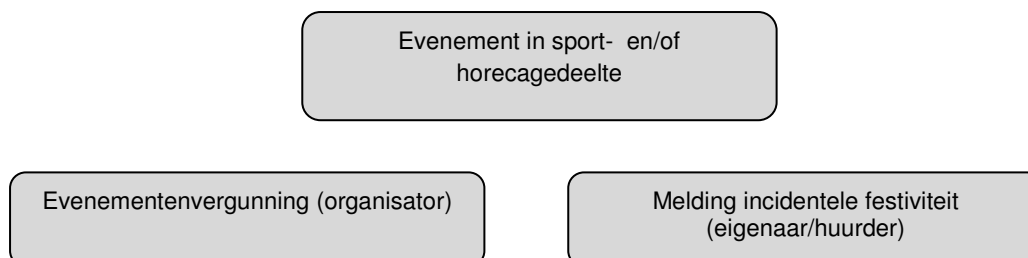 Evenement in sport- en/of
horecagedeelte
Evenementenvergunning (organisator)
Melding incidentele festiviteit
(eigenaar/huurder)